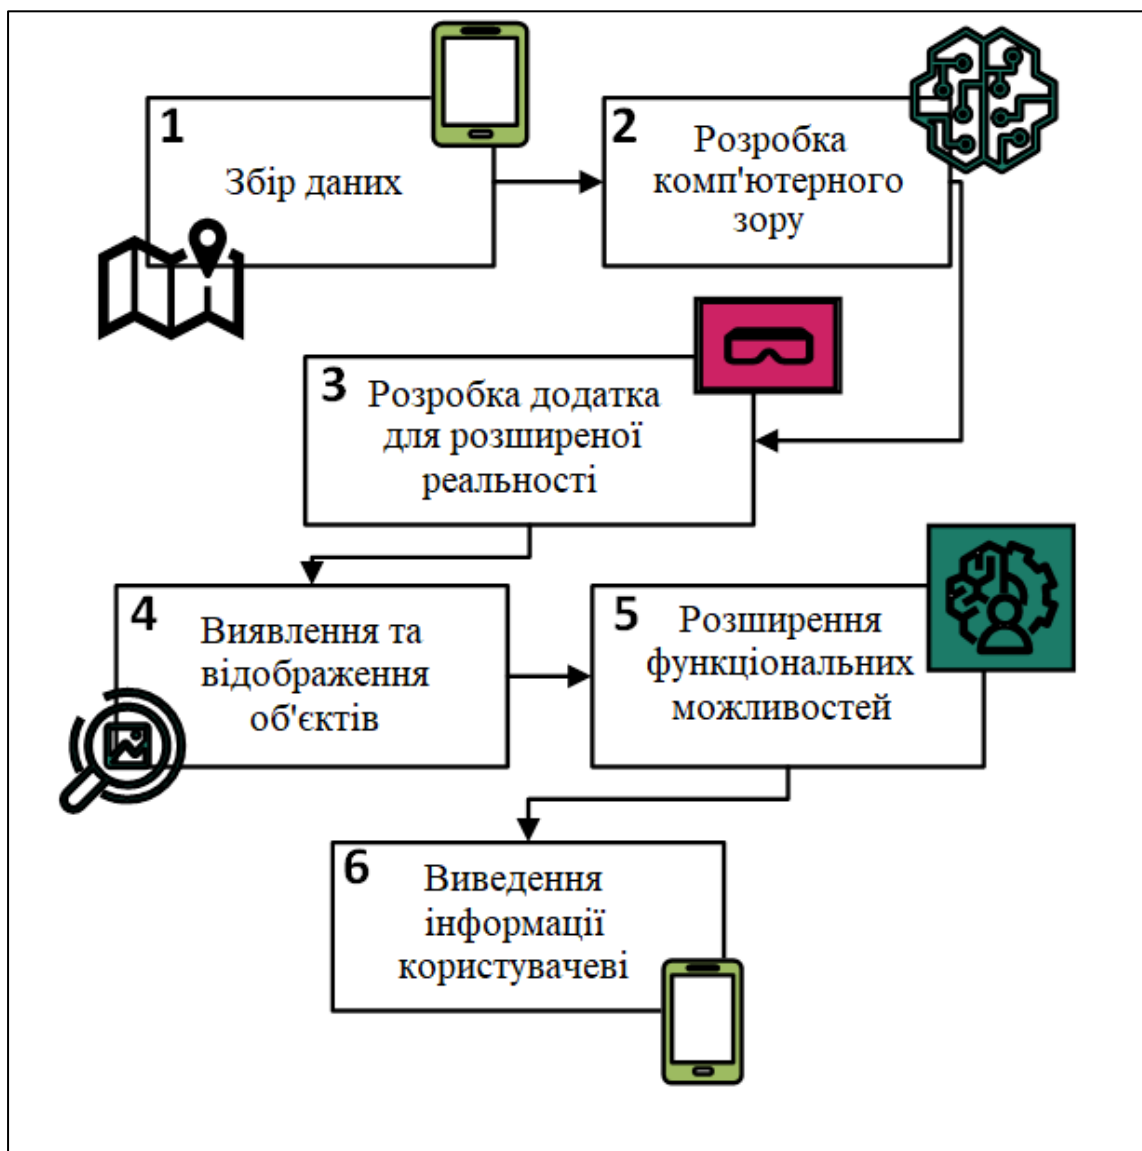 1
Збір даних
2
Розробка
комп'ютерного
зору
3
Розробка додатка
для розширеної
реальності
4
Виявлення та
відображення
об'єктів
5
Розширення
функціональних
можливостей
6
Виведення
інформації
користувачеві